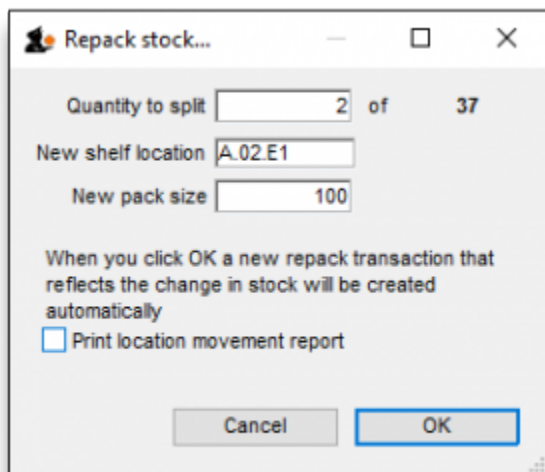 Repack stock...
Quantity to split 2 of 37
New shelf location A.02.E1
New pack size 100
When you click OK a new repack transaction that
reflects the change in stock will be created
automatically
Print location movement report
Cancel OK